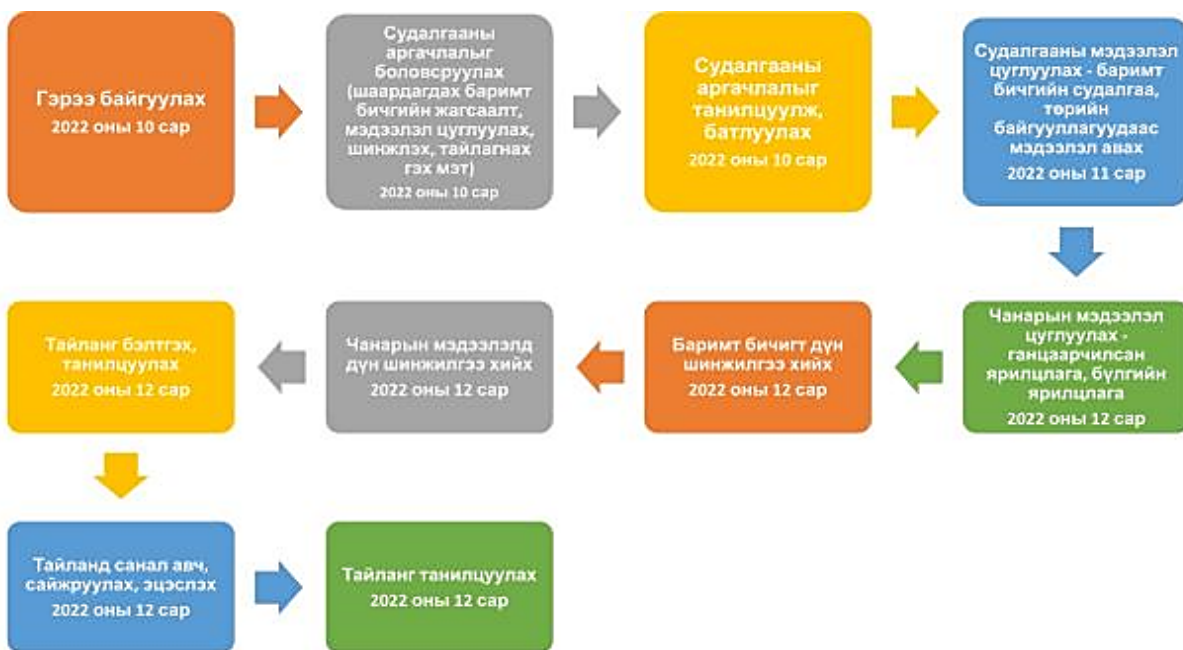 Гэрээ байгуулах
2022 оны 10 сар
Судалгааны
аргачлалыг
боловсруулах
(шаардагдах баримт
бичгийн жагсаалт,
мэдээлэл цуглуулах,
шинжлэх, тайлагнах
гэх мэт)
2022 оны 10 сар
Судалгааны
аргачлалыг
танилцуулж,
батлуулах
2022 оны 10 сар
Судалгааны мэдээлэл
цуглуулах - баримт
бичгийн судалгаа,
төрийн
байгууллагуудаас
мэдээлэл авах
2022 оны 11 сар
Чанарын мэдээлэл
цуглуулах -
ганцаарчилсан
ярилцлага, бүлгийн
ярилцлага
2022 оны 12 сар
Баримт бичигт дүн
шинжилгээ хийх
2022 оны 12 сар
Чанарын мэдээлэлд
дүн шинжилгээ хийх
2022 оны 12 сар
Тайланг бэлтгэх,
танилцуулах
2022 оны 12 сар
Тайланд санал авч,
сайжруулах, эцэслэх
2022 оны 12 сар
Тайланг танилцуулах
2022 оны 12 сар